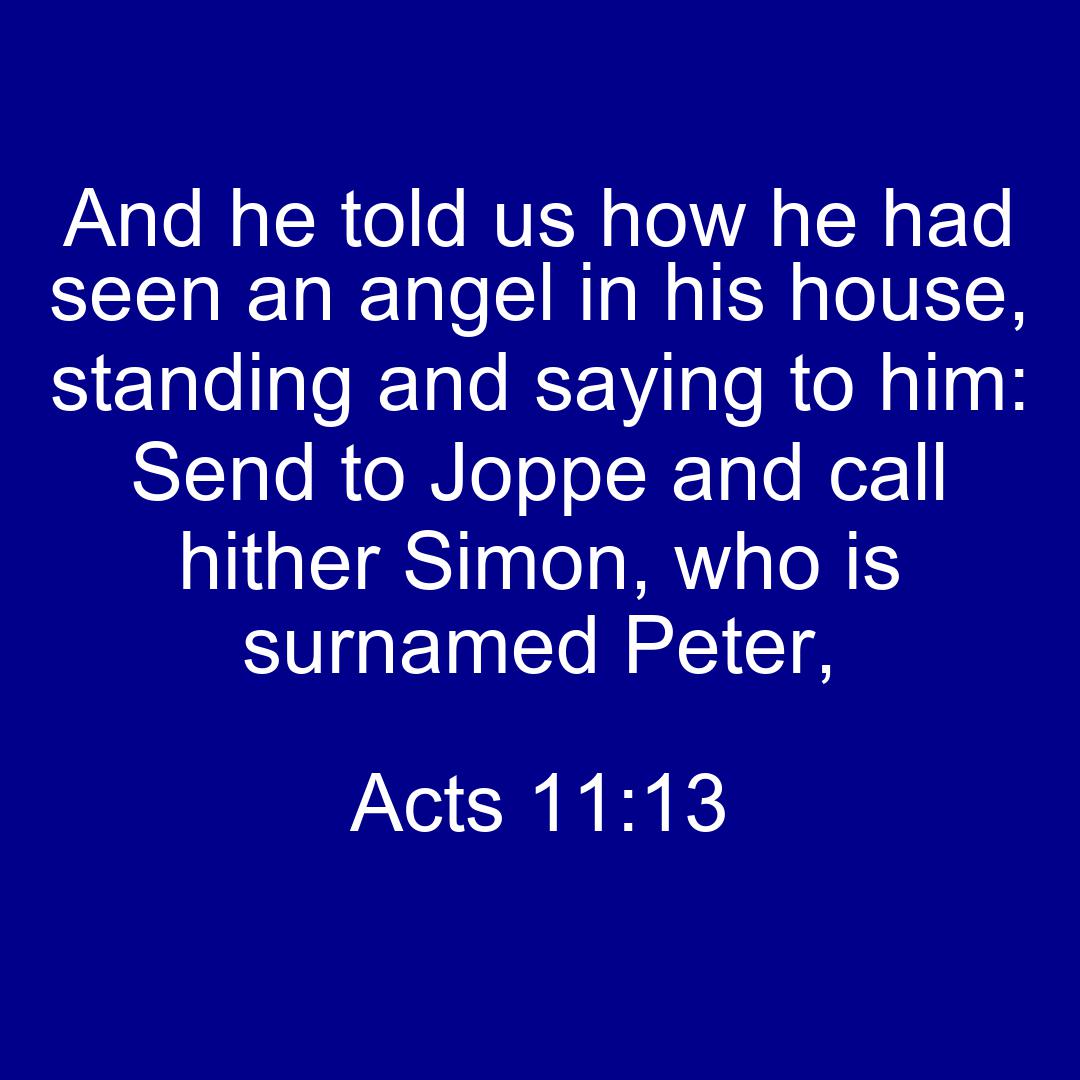 And he told us how he had
seen an angel in his house,
standing and saying to him:
Send to Joppe and call
hither Simon, who is
surnamed Peter,
Acts 11:13